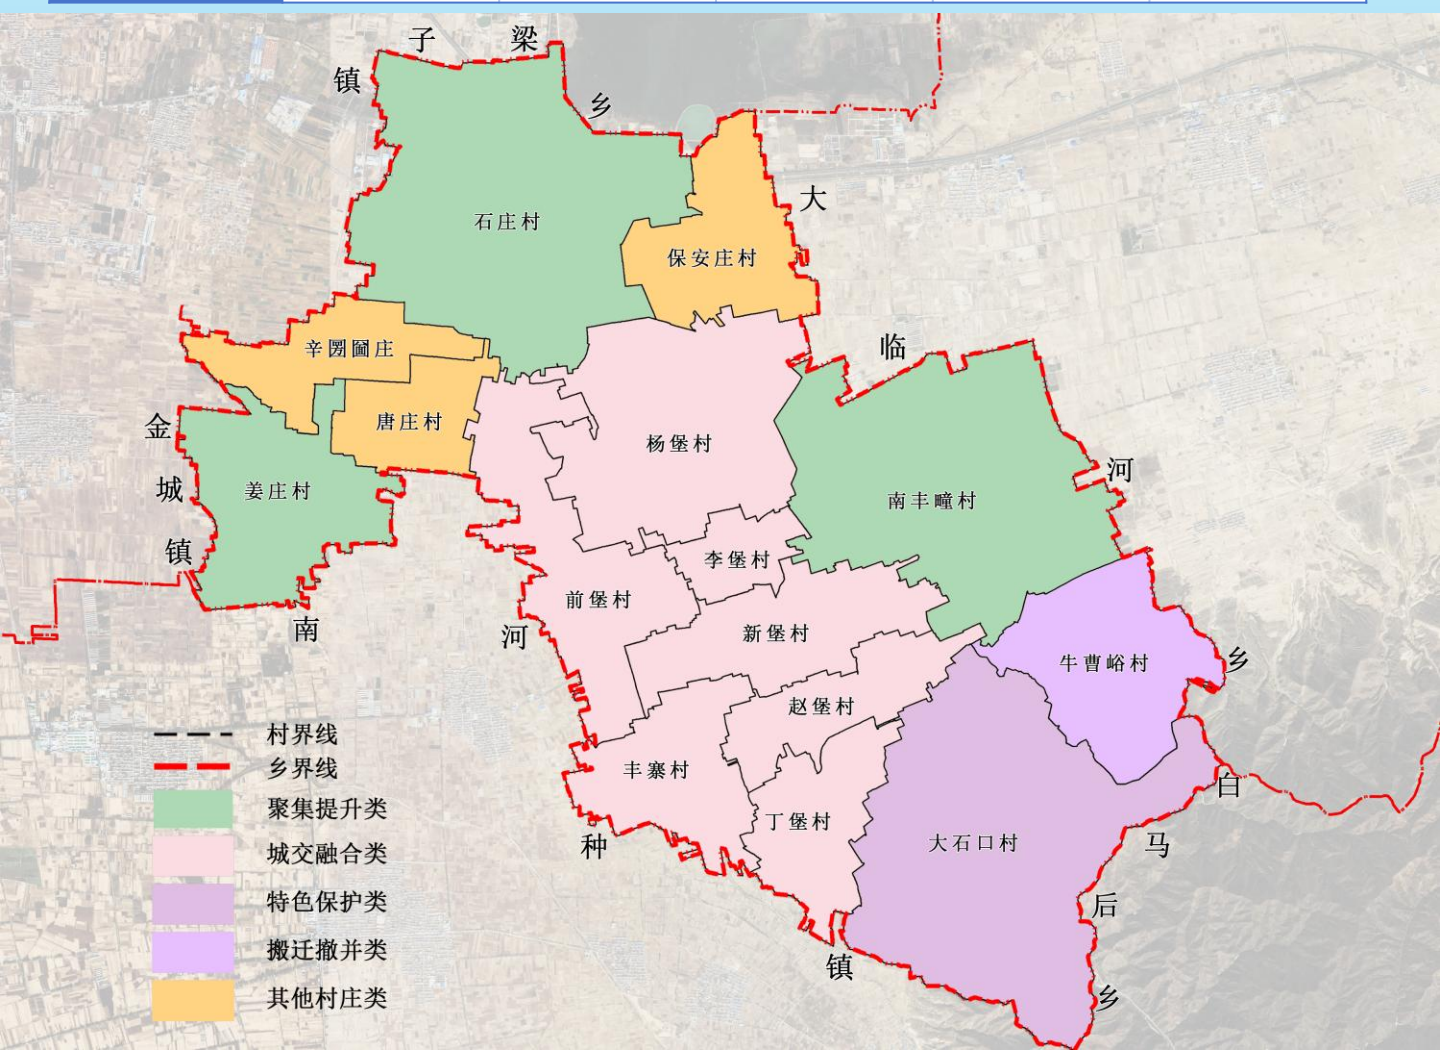 子 梁
镇
乡
大
石庄村
保安庄村
临
辛圐圙庄
金
唐庄村
杨堡村
河
城
姜庄村
南丰疃村
镇
李堡村
前堡村
南
河
新堡村
乡
牛曹峪村
赵堡村
村界线
乡界线
丰寨村
白
聚集提升类
丁堡村
种
大石口村
马
城交融合类
特色保护类
后
搬迁撤并类
镇
其他村庄类
乡